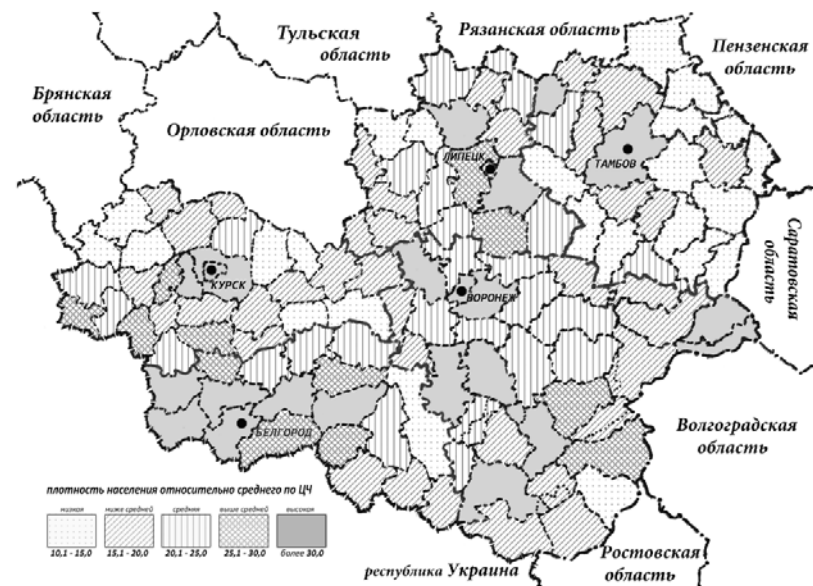 Тульская
область
Рязанская область
Пензенская
область
Брянская
область
Орловская область
ЛИПЕЦК
ТАМБОВ
Саратовская
область
КУРСК
ВОРОНЕЖ
Волгоградская
область
БЕЛГОРОД
плотность населения относительно среднего по ЦЧ
низкая ниже средней средняя выше средней высокая
10,1 - 15,0 15,1 - 20,0 20,1 - 25,0 25,1 - 30,0 более 30,0
Ростовская
область
республика Украина